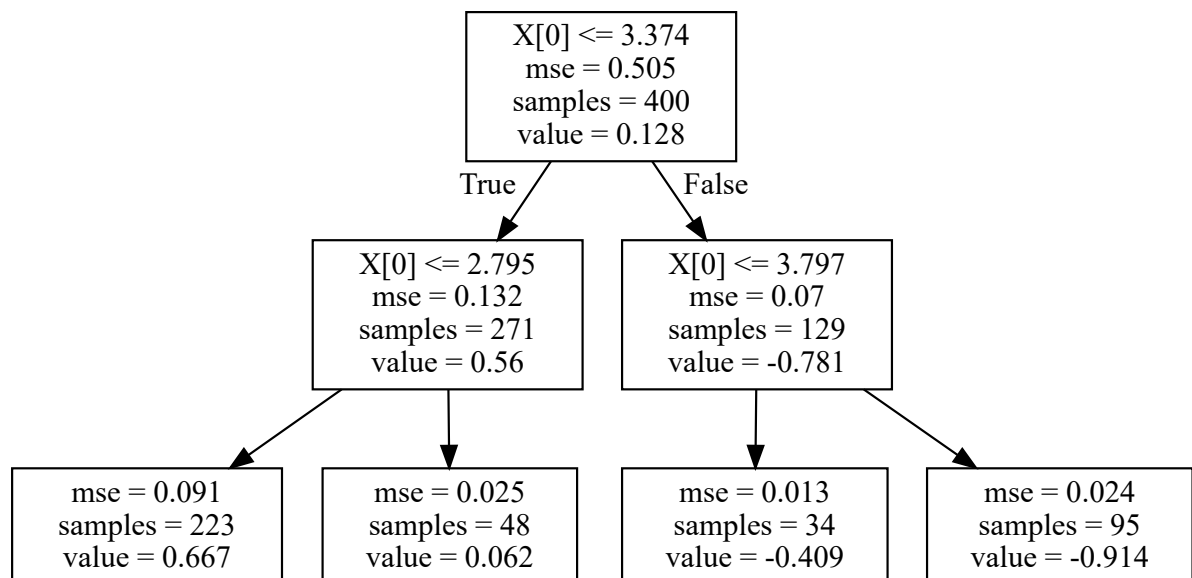 X[0] <= 3.374
mse = 0.505
samples = 400
value = 0.128
True
False
X[0] <= 2.795
mse = 0.132
samples = 271
value = 0.56
X[0] <= 3.797
mse = 0.07
samples = 129
value = -0.781
mse = 0.091
samples = 223
value = 0.667
mse = 0.025
samples = 48
value = 0.062
mse = 0.013
samples = 34
value = -0.409
mse = 0.024
samples = 95
value = -0.914